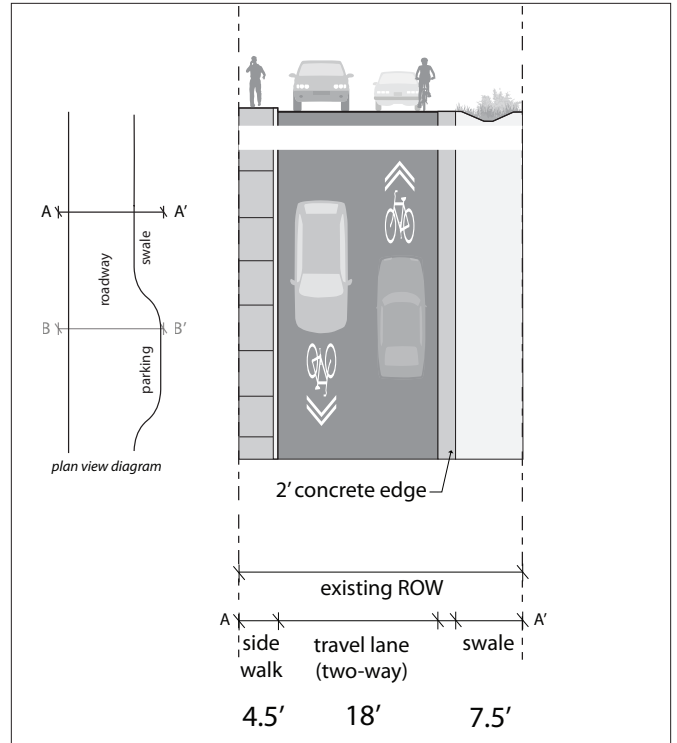 A
A'
roadway
swale
B
B'
parking
plan view diagram
2' concrete edge
existing ROW
A
A'
side
walk
travel lane
(two-way)
swale
4.5'
18'
7.5'